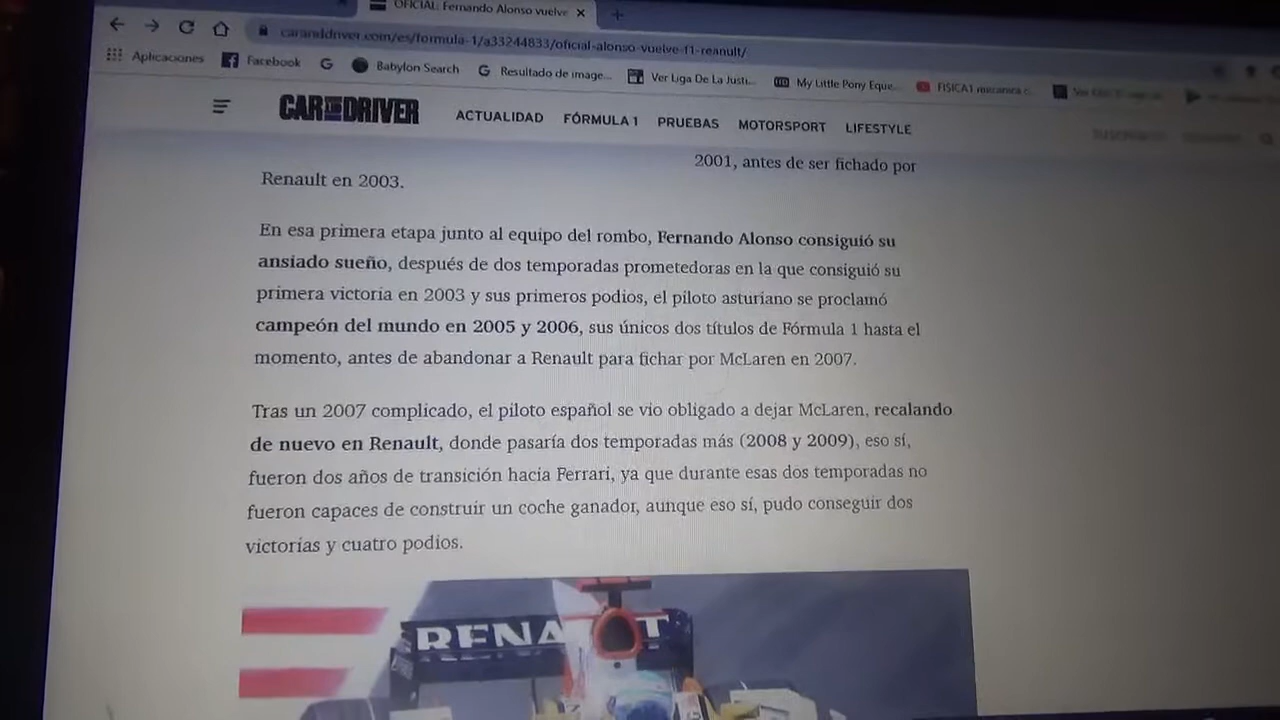 OFICIAL: Fernando Alonso vuelve
caranddriver.com/es/formula-1/a33244833/oficial-alonso-vuelve-f1-reanult/
Aplicaciones Facebook Babylon Search Resultado de image... Ver Liga De La Justi... My Little Pony Eque... FISICA1 mecanica c...
CAR AND DRIVER ACTUALIDAD FÓRMULA 1 PRUEBAS MOTORSPORT LIFESTYLE
2001, antes de ser fichado por
Renault en 2003.
En esa primera etapa junto al equipo del rombo, Fernando Alonso consiguió su
ansiado sueño, después de dos temporadas prometedoras en la que consiguió su
primera victoria en 2003 y sus primeros podios, el piloto asturiano se proclamó
campeón del mundo en 2005 y 2006, sus únicos dos títulos de Fórmula 1 hasta el
momento, antes de abandonar a Renault para fichar por McLaren en 2007.
Tras un 2007 complicado, el piloto español se vio obligado a dejar McLaren, recalando
de nuevo en Renault, donde pasaría dos temporadas más (2008 y 2009), eso sí,
fueron dos años de transición hacia Ferrari, ya que durante esas dos temporadas no
fueron capaces de construir un coche ganador, aunque eso sí, pudo conseguir dos
victorias y cuatro podios.
RENA T